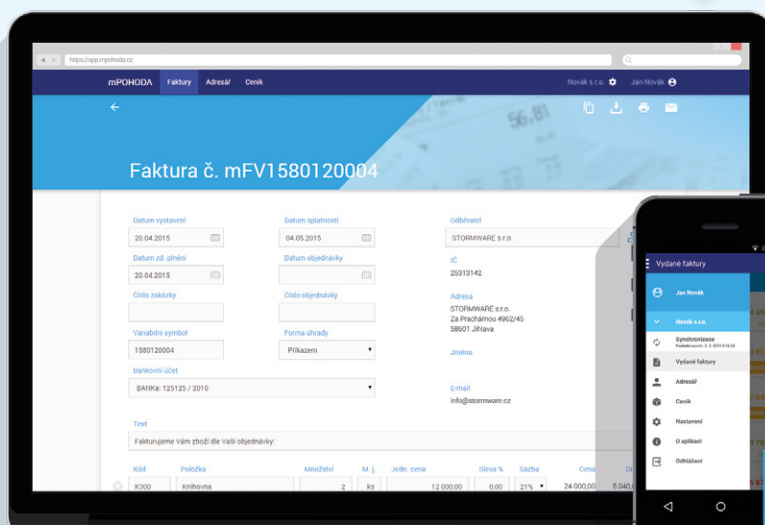 https://app.mpohoda.cz
mPOHODA Faktury Adresář Ceník Novák s.r.o. Jan Novák
56,81
Faktura č. mFV1580120004
Datum vystavení Datum splatnosti Odběratel
20.04.2015 04.05.2015 STORMWARE s.r.o.
Datum zd. plnění Datum objednávky IČ
20.04.2015 25313142
Číslo zakázky Číslo objednávky Adresa
STORMWARE s.r.o.
Za Prachárnou 4962/45
58601 Jihlava
Variabilní symbol Forma úhrady
1580120004 Příkazem Jméno
Bankovní účet
BANKa: 125125 / 2010 E-mail
info@stormware.cz
Text
Fakturujeme Vám zboží dle Vaší objednávky:
Kód Položka Množství M. j. Jedn. cena Sleva % Sazba Cena
K300 Knihovna 2 ks 12 000,00 0,00 21% 24 000,00 5 040,
Vydané faktury
Jan Novák
Novák s.r.o.
Synchronizace
Vydané faktury
Adresář
Ceník
Nastavení
O aplikaci
Odhlášení